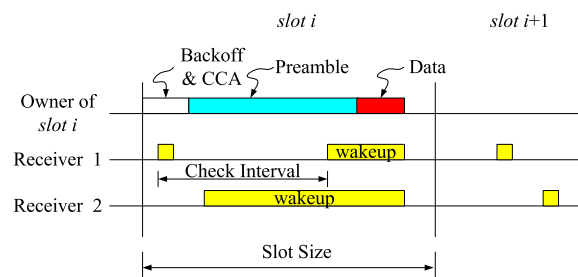 slot i
slot i+1
Backoff
& CCA
Preamble
Data
Owner of
slot i
Receiver 1
wakeup
Check Interval
Receiver 2
wakeup
Slot Size